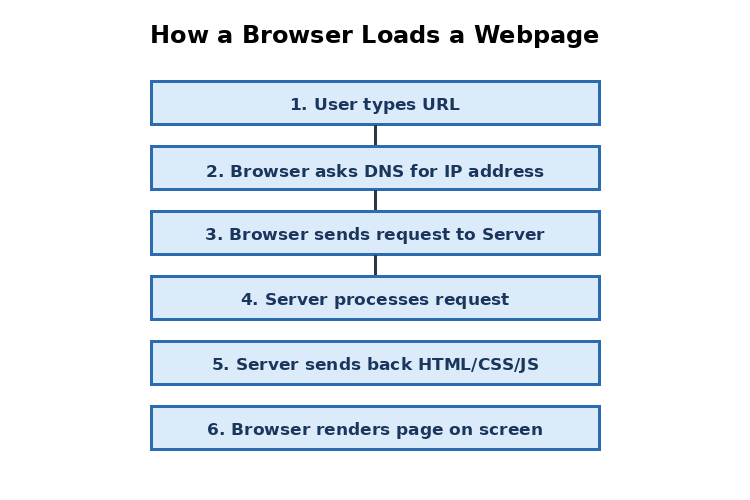 How a Browser Loads a Webpage
1. User types URL
2. Browser asks DNS for IP address
3. Browser sends request to Server
4. Server processes request
5. Server sends back HTML/CSS/JS
6. Browser renders page on screen